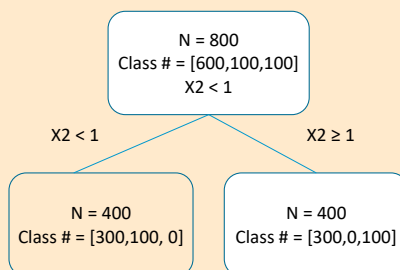 N = 800
Class # = [600,100,100]
X2 < 1
X2 < 1
X2 ≥ 1
N = 400
Class # = [300,100, 0]
N = 400
Class # = [300,0,100]